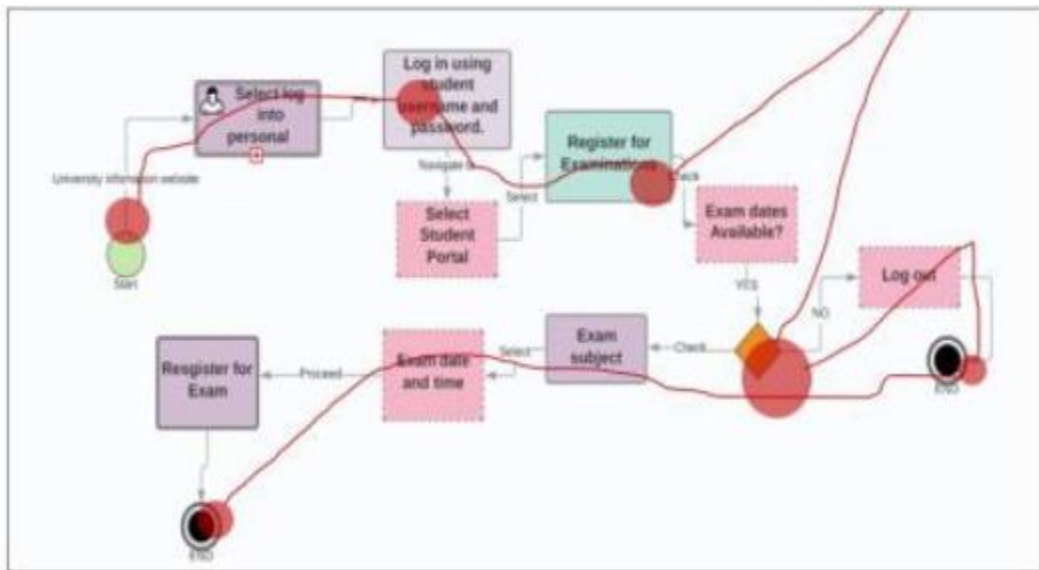 Log in using
student
username and
password.
Select log
into
personal
Register for
Examinations
Navigate
Select
Check
University information website
Select
Student
Portal
Exam dates
Available?
Start
YES
Log out
NO
Exam
subject
Check
Select
Exam date
and time
Proceed
Resgister for
Exam
END
END